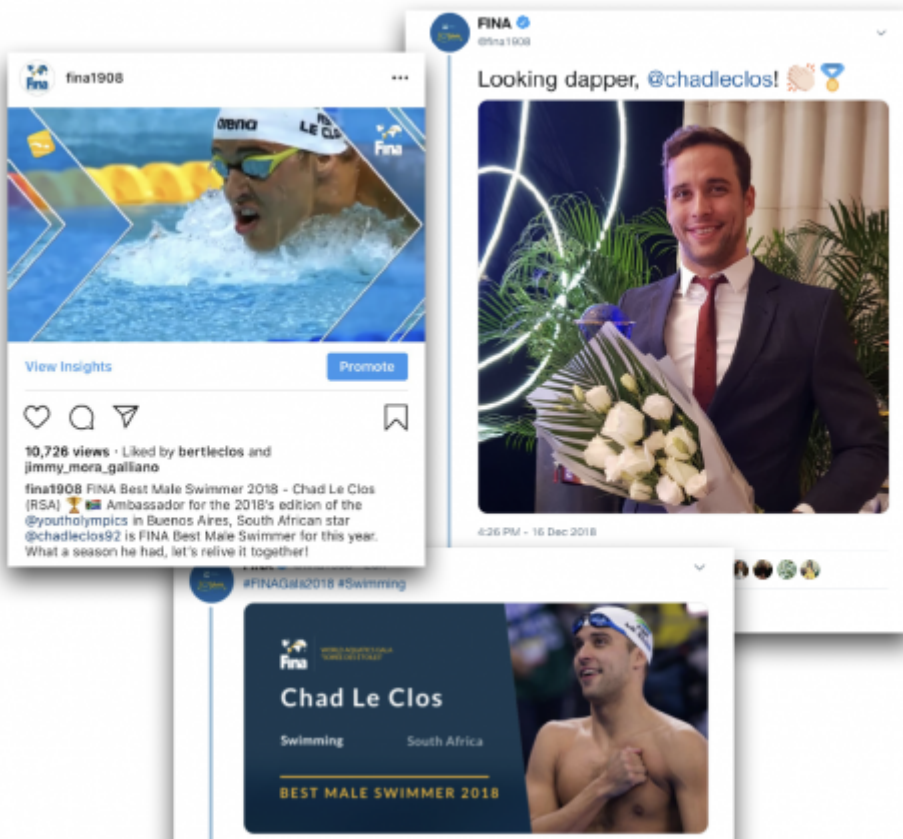 fina1908
arena
LE CLO
Fina
View Insights
Promote
10,726 views · Liked by bertleclos and
jimmy_mora_galliano
fina1908 FINA Best Male Swimmer 2018 - Chad Le Clos
(RSA) 🏆🇿🇦 Ambassador for the 2018's edition of the
@youtholympics in Buenos Aires, South African star
@chadleclos92 is FINA Best Male Swimmer for this year.
What a season he had, let's relive it together!
FINA
@fina1908
Looking dapper, @chadleclos! 👏🏻🏅
4:26 PM - 16 Dec 2018
#FINAGala2018 #Swimming
Fina
WORLD AQUATICS GALA
Chad Le Clos
Swimming South Africa
BEST MALE SWIMMER 2018